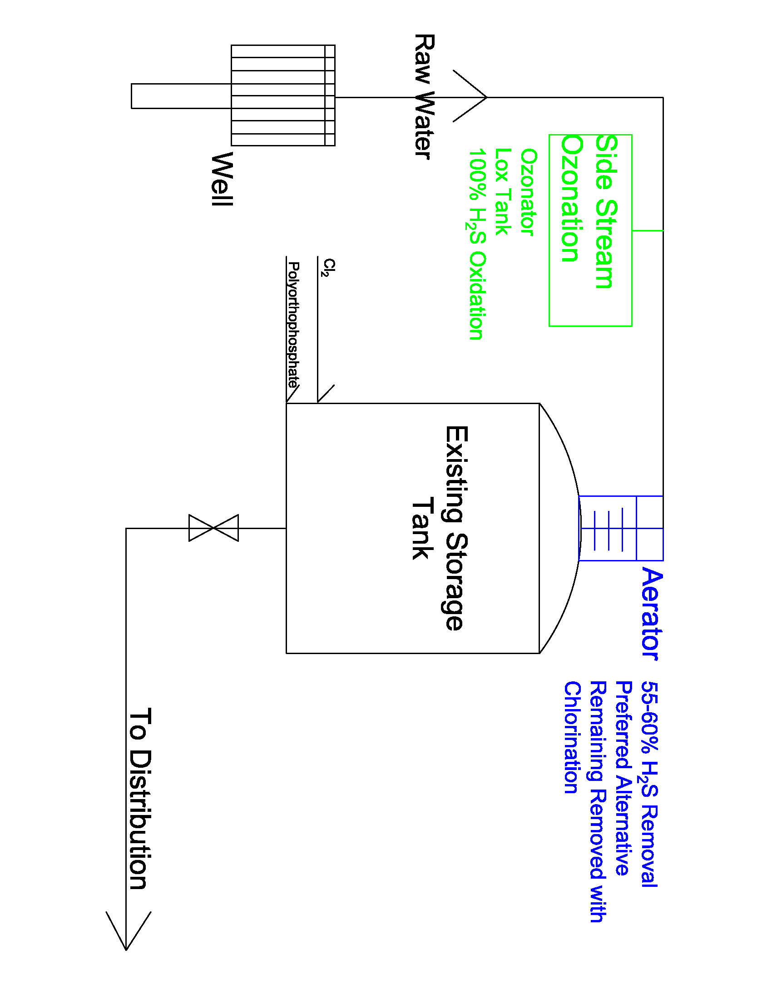 Aerator
55-60% H₂S Removal
Preferred Alternative
Remaining Removed with
Chlorination
Side Stream
Ozonation
Ozonator
Lox Tank
100% H₂S Oxidation
Raw Water
Existing Storage
Tank
Cl₂
Polyorthophosphate
Well
To Distribution